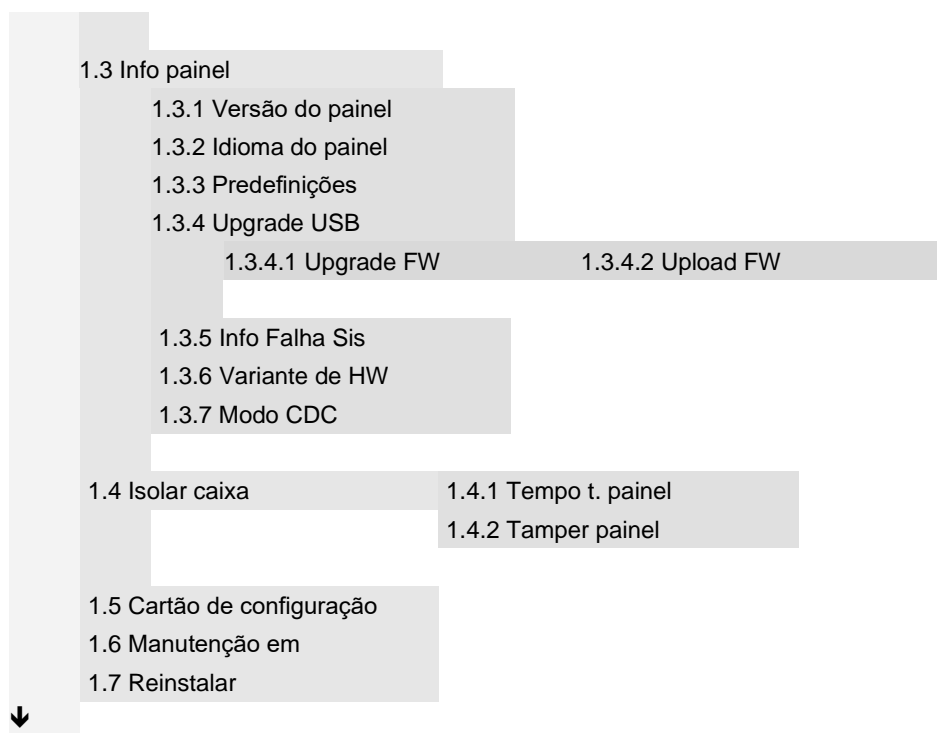 1.3 Info painel
1.3.1 Versão do painel
1.3.2 Idioma do painel
1.3.3 Predefinições
1.3.4 Upgrade USB
1.3.4.1 Upgrade FW 1.3.4.2 Upload FW
1.3.5 Info Falha Sis
1.3.6 Variante de HW
1.3.7 Modo CDC
1.4 Isolar caixa 1.4.1 Tempo t. painel
1.4.2 Tamper painel
1.5 Cartão de configuração
1.6 Manutenção em
1.7 Reinstalar